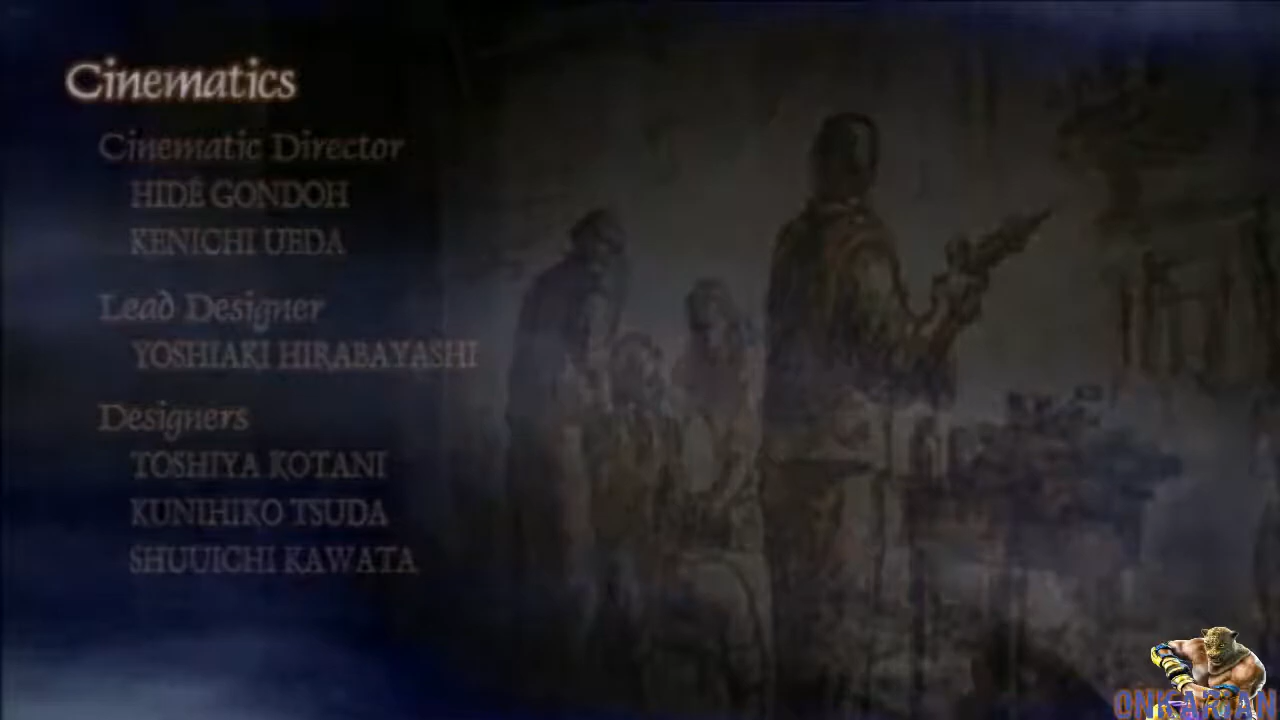 Cinematics
Cinematic Director
HIDE GONDOH
KENICHI UEDA
Lead Designer
YOSHIAKI HIRABAYASHI
Designers
TOSHIYA KOTANI
KUNIHIKO TSUDA
SHUUICHI KAWATA